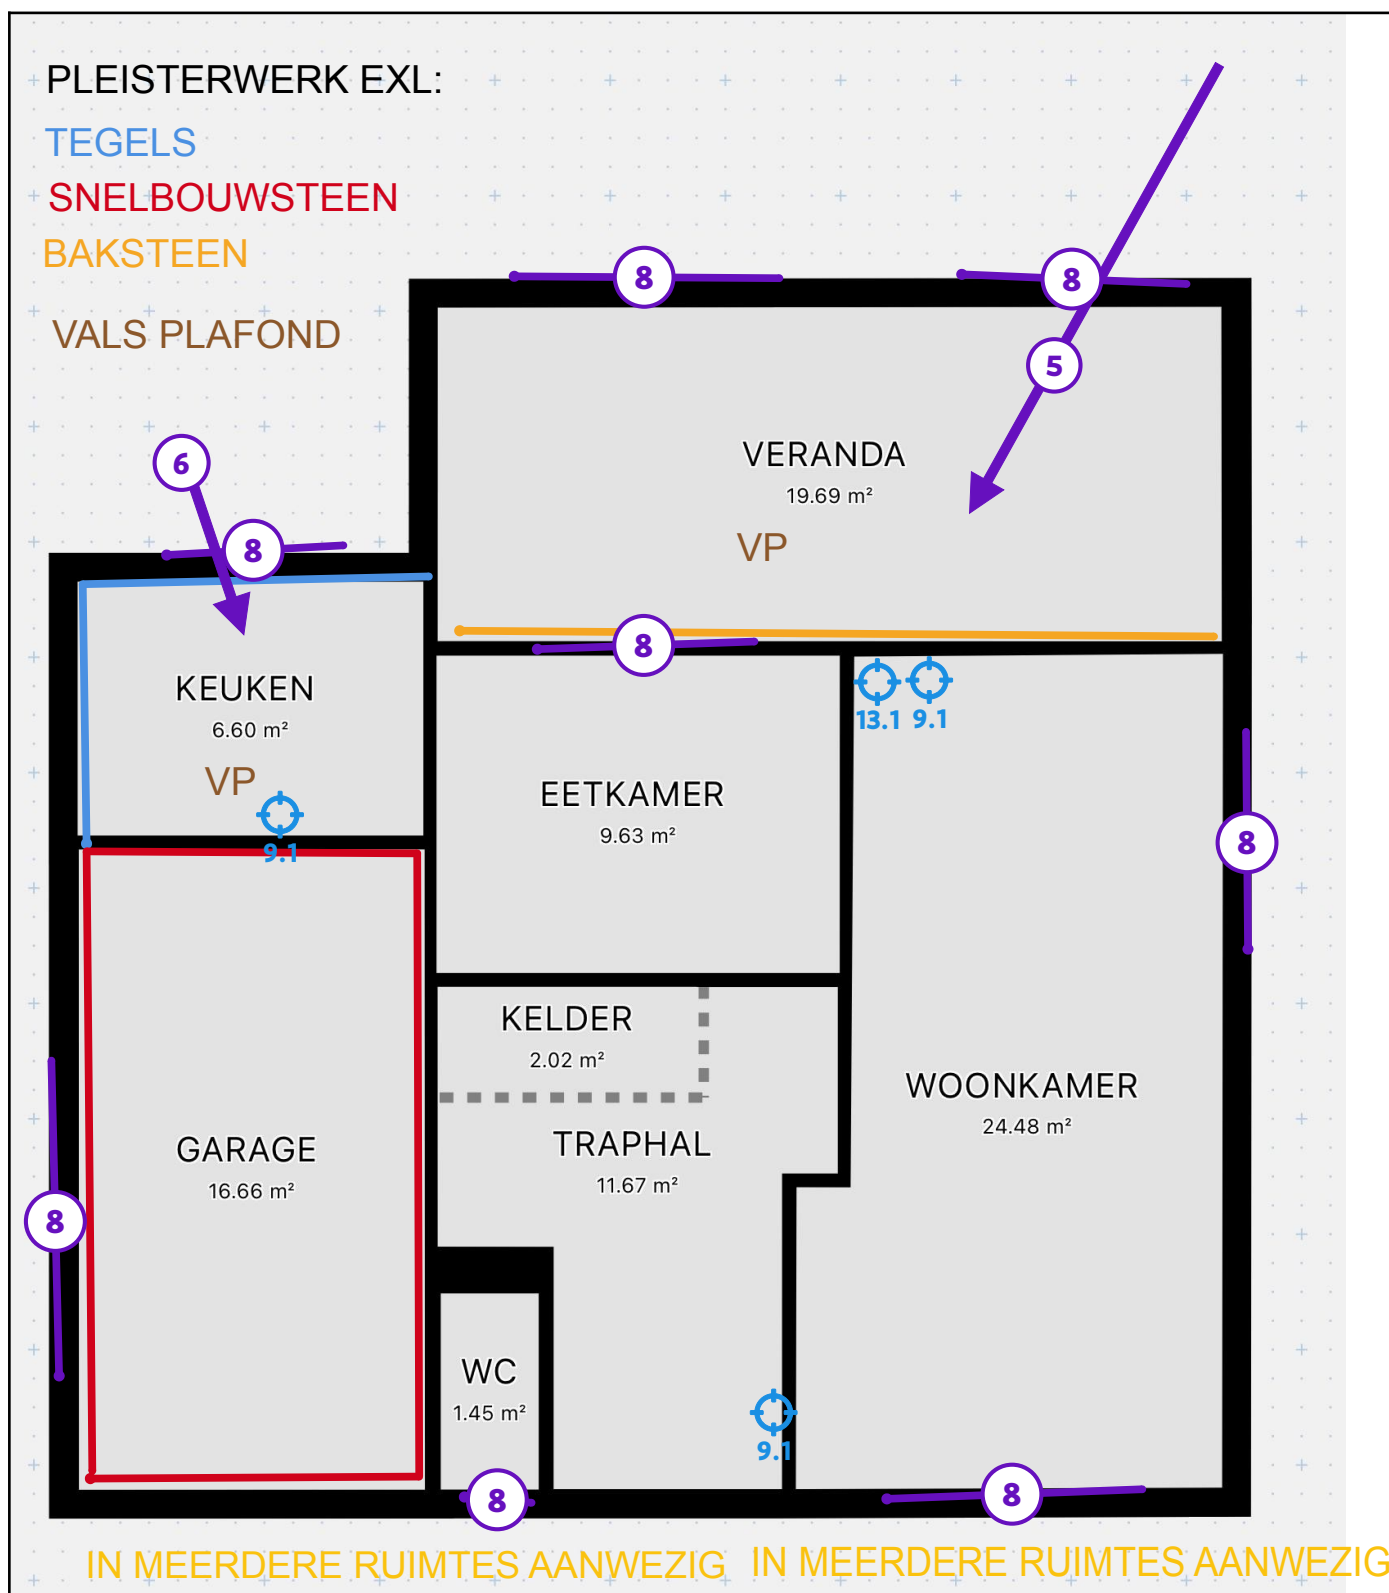 PLEISTERWERK EXL:
TEGELS
SNELBOUWSTEEN
BAKSTEEN
VALS PLAFOND
8
8
5
6
VERANDA
19.69 m²
VP
8
8
KEUKEN
6.60 m²
VP
9.1
13.1 9.1
EETKAMER
9.63 m²
8
KELDER
2.02 m²
WOONKAMER
24.48 m²
TRAPHAL
11.67 m²
GARAGE
16.66 m²
8
WC
1.45 m²
9.1
8
8
IN MEERDERE RUIMTES AANWEZIG IN MEERDERE RUIMTES AANWEZIG